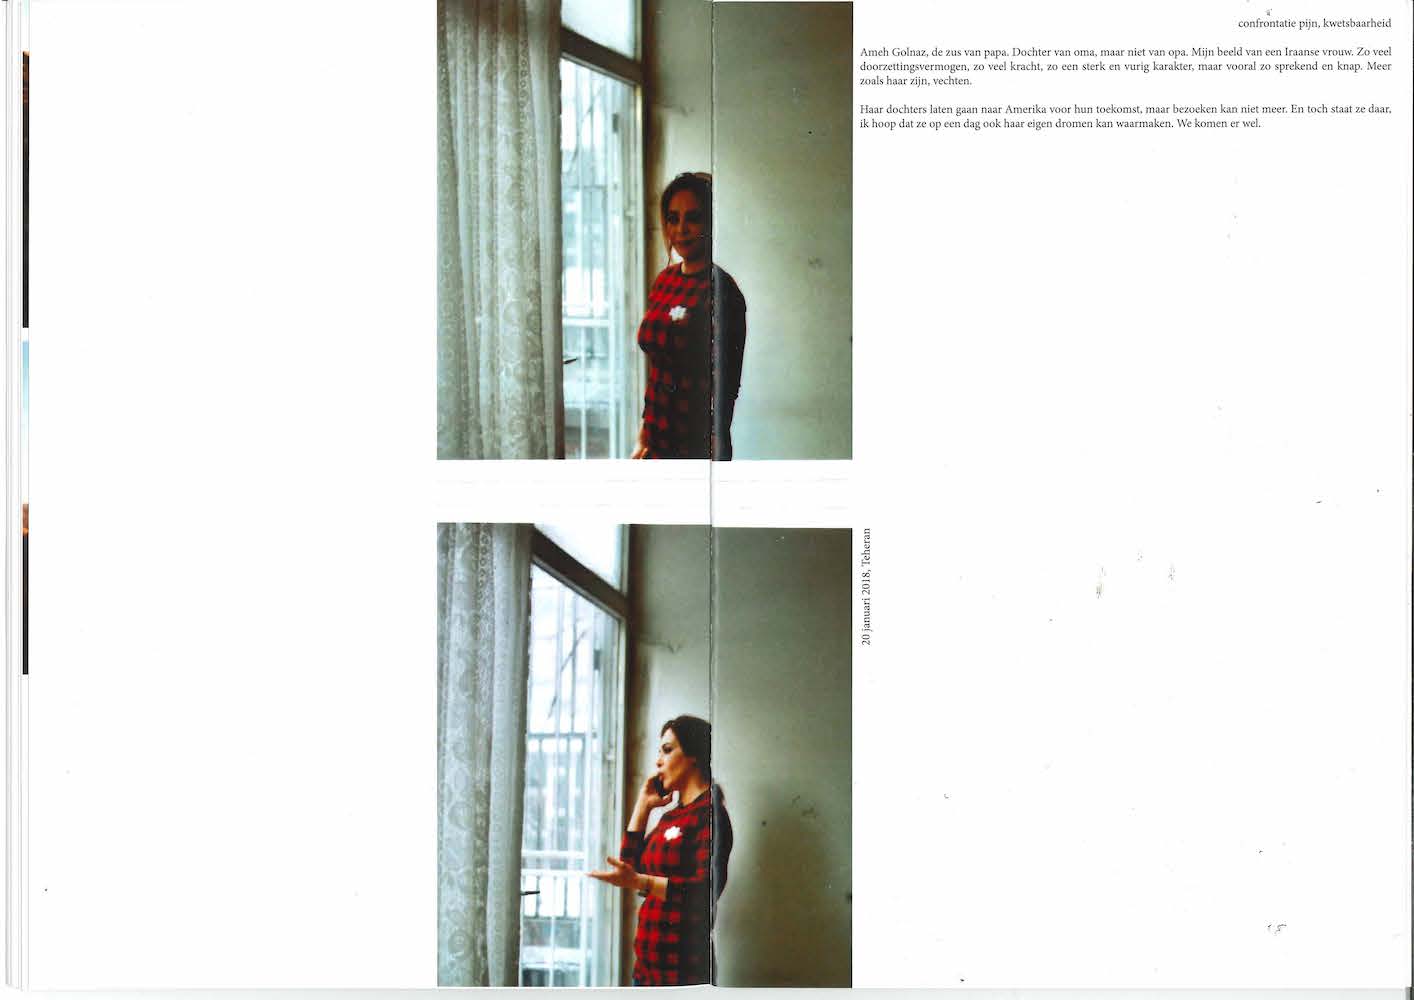 confrontatie pijn, kwetsbaarheid
Ameh Golnaz, de zus van papa. Dochter van oma, maar niet van opa. Mijn beeld van een Iraanse vrouw. Zo veel
doorzettingsvermogen, zo veel kracht, zo een sterk en vurig karakter, maar vooral zo sprekend en knap. Meer
zoals haar zijn, vechten.
Haar dochters laten gaan naar Amerika voor hun toekomst, maar bezoeken kan niet meer. En toch staat ze daar,
ik hoop dat ze op een dag ook haar eigen dromen kan waarmaken. We komen er wel.
20 januari 2018, Teheran